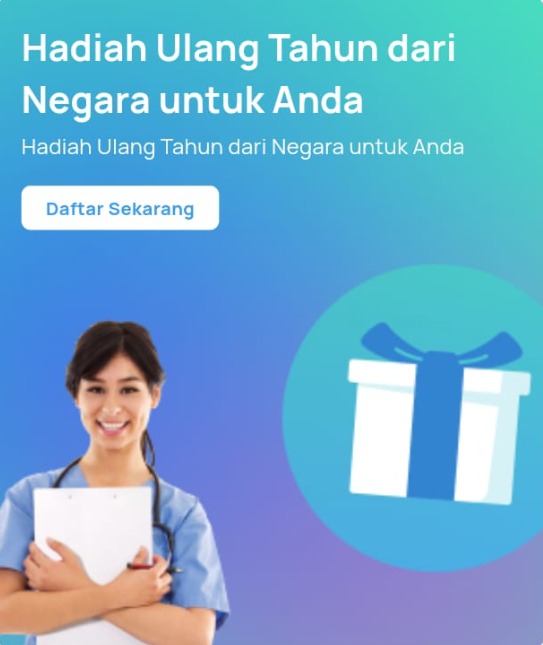 Hadiah Ulang Tahun dari
Negara untuk Anda
Hadiah Ulang Tahun dari Negara untuk Anda
Daftar Sekarang